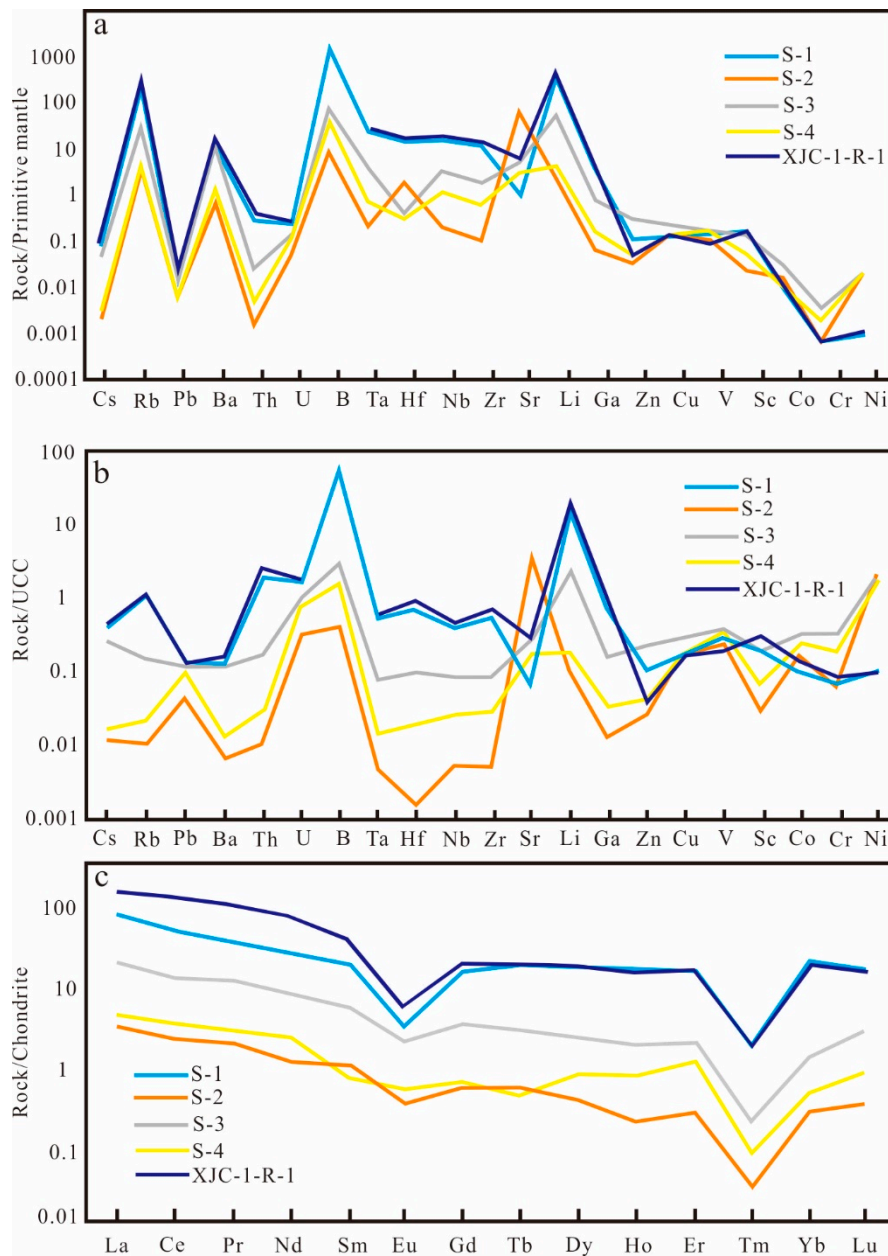 a
Rock/Primitive mantle
1000
100
10
1
0.1
0.01
0.001
0.0001
S-1
S-2
S-3
S-4
XJC-1-R-1
Cs Rb Pb Ba Th U B Ta Hf Nb Zr Sr Li Ga Zn Cu V Sc Co Cr Ni
b
Rock/UCC
100
10
1
0.1
0.01
0.001
S-1
S-2
S-3
S-4
XJC-1-R-1
Cs Rb Pb Ba Th U B Ta Hf Nb Zr Sr Li Ga Zn Cu V Sc Co Cr Ni
c
Rock/Chondrite
100
10
1
0.1
0.01
S-1
S-2
S-3
S-4
XJC-1-R-1
La Ce Pr Nd Sm Eu Gd Tb Dy Ho Er Tm Yb Lu